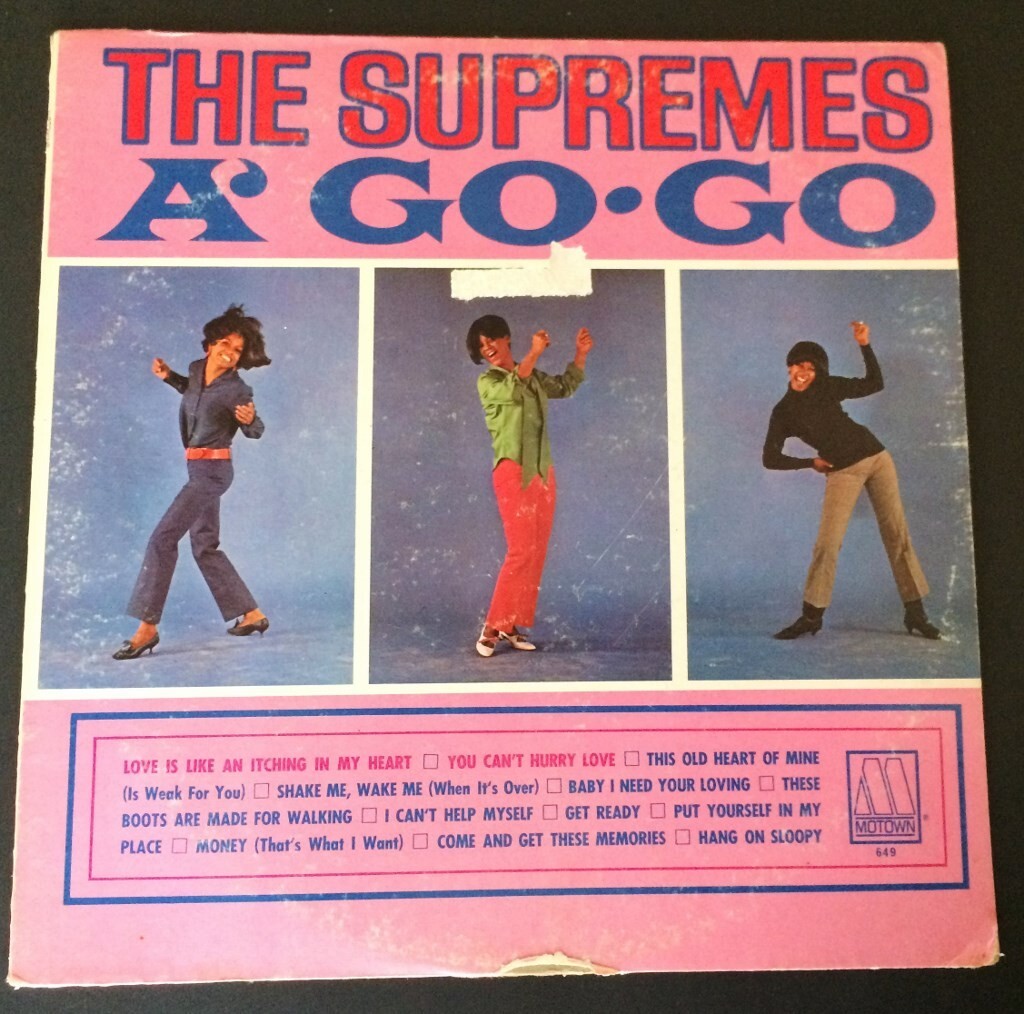 THE SUPREMES
A' GO•GO
LOVE IS LIKE AN ITCHING IN MY HEART □ YOU CAN'T HURRY LOVE □ THIS OLD HEART OF MINE
(Is Weak For You) □ SHAKE ME, WAKE ME (When It's Over) □ BABY I NEED YOUR LOVING □ THESE
BOOTS ARE MADE FOR WALKING □ I CAN'T HELP MYSELF □ GET READY □ PUT YOURSELF IN MY
PLACE □ MONEY (That's What I Want) □ COME AND GET THESE MEMORIES □ HANG ON SLOOPY
M
MOTOWN®
649